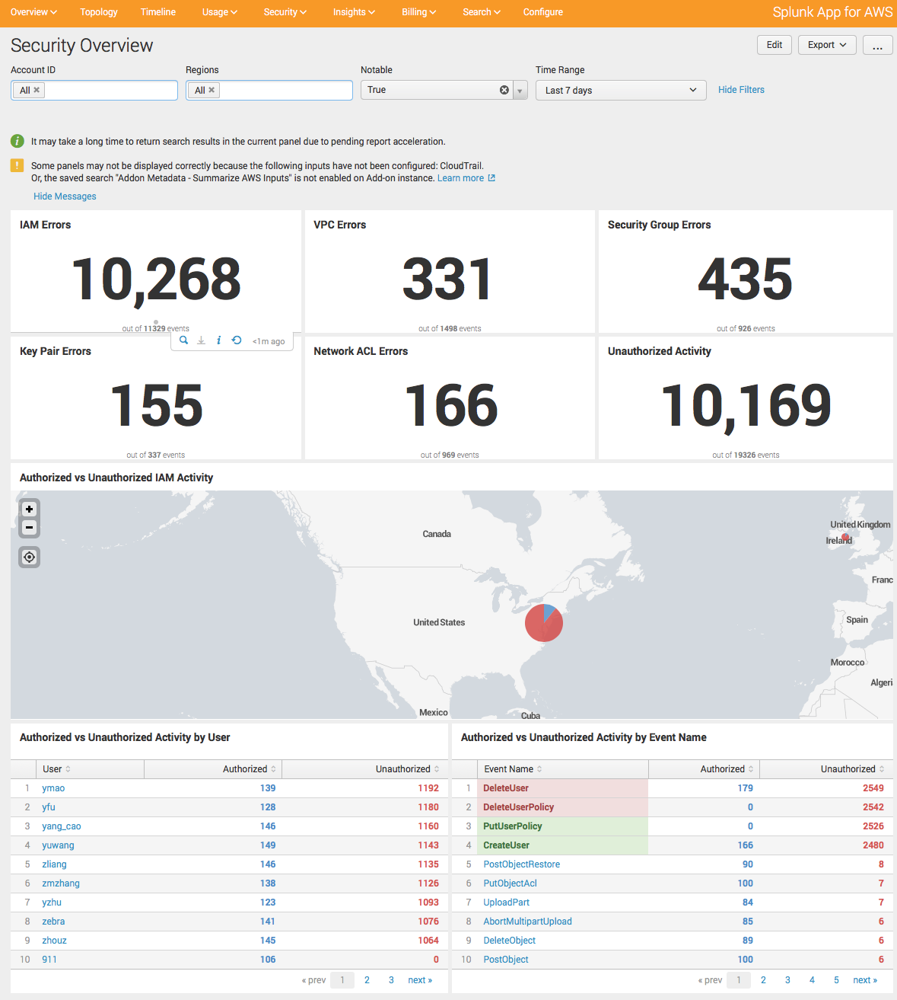 Overview Topology Timeline Usage Security Insights Billing Search Configure Splunk App for AWS
Security Overview Edit Export ...
Account ID Regions Notable Time Range
All × All × True Last 7 days Hide Filters
It may take a long time to return search results in the current panel due to pending report acceleration.
Some panels may not be displayed correctly because the following inputs have not been configured: CloudTrail.
Or, the saved search "Addon Metadata - Summarize AWS Inputs" is not enabled on Add-on instance. Learn more
Hide Messages
IAM Errors VPC Errors Security Group Errors
10,268 331 435
out of 11329 events out of 1498 events out of 926 events
<1m ago
Key Pair Errors Network ACL Errors Unauthorized Activity
155 166 10,169
out of 337 events out of 969 events out of 19326 events
Authorized vs Unauthorized IAM Activity
+
−
Canada
United Kingdom
Ireland
Franc
United States
Spain
Morocco
Algeri
Mexico
Cuba
Authorized vs Unauthorized Activity by User
User Authorized Unauthorized
1 ymao 139 1192
2 yfu 128 1180
3 yang_cao 146 1160
4 yuwang 149 1143
5 zliang 146 1135
6 zmzhang 138 1126
7 yzhu 123 1093
8 zebra 141 1076
9 zhouz 145 1064
10 911 106 0
« prev 1 2 3 next »
Authorized vs Unauthorized Activity by Event Name
Event Name Authorized Unauthorized
1 DeleteUser 179 2549
2 DeleteUserPolicy 0 2542
3 PutUserPolicy 0 2526
4 CreateUser 166 2480
5 PostObjectRestore 90 8
6 PutObjectAcl 100 7
7 UploadPart 84 7
8 AbortMultipartUpload 85 6
9 DeleteObject 89 6
10 PostObject 100 6
« prev 1 2 3 4 5 next »